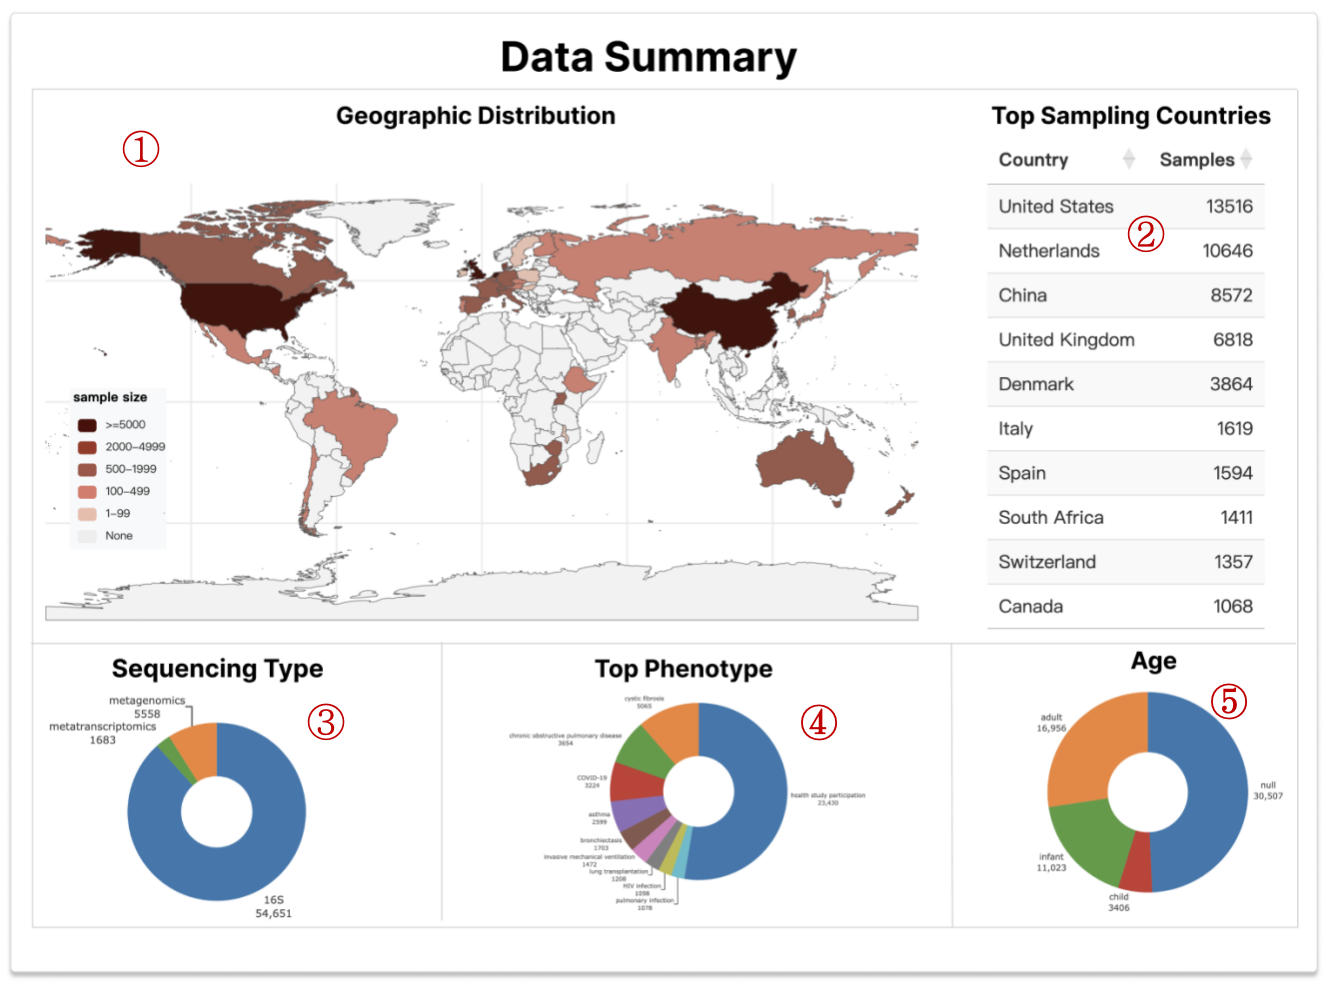 Data Summary
Geographic Distribution
①
sample size
>=5000
2000–4999
500–1999
100–499
1–99
None
Top Sampling Countries
Country Samples
United States 13516
②
Netherlands 10646
China 8572
United Kingdom 6818
Denmark 3864
Italy 1619
Spain 1594
South Africa 1411
Switzerland 1357
Canada 1068
Sequencing Type
③
metagenomics
5558
metatranscriptomics
1683
16S
54,651
Top Phenotype
④
cystic fibrosis
5065
chronic obstructive pulmonary disease
3654
COVID-19
3224
asthma
2599
bronchiectasis
1703
invasive mechanical ventilation
1472
lung transplantation
1208
HIV infection
1098
pulmonary infection
1078
health study participation
23,430
Age
⑤
adult
16,956
null
30,507
infant
11,023
child
3406